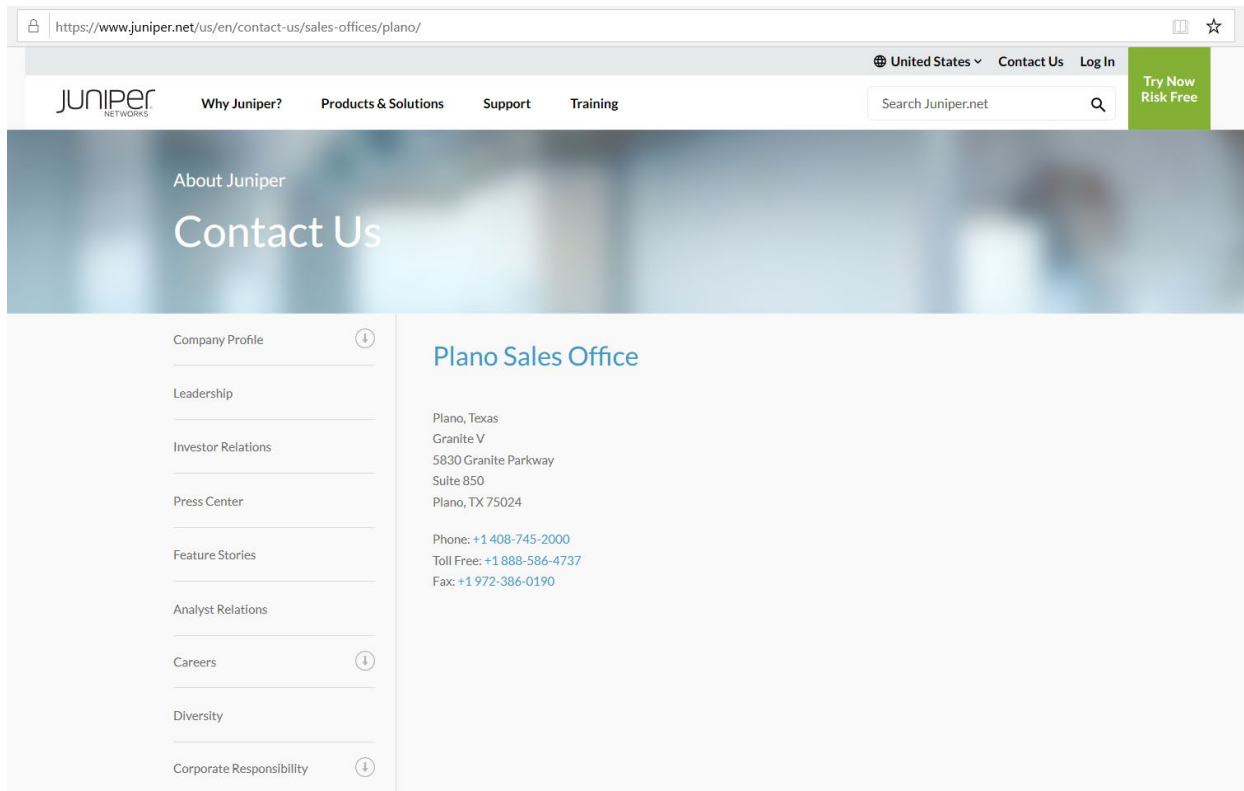 https://www.juniper.net/us/en/contact-us/sales-offices/plano/
United States Contact Us Log In
Try Now
Risk Free
JUNIPER
NETWORKS
Why Juniper? Products & Solutions Support Training
Search Juniper.net
About Juniper
Contact Us
Company Profile
Leadership
Investor Relations
Press Center
Feature Stories
Analyst Relations
Careers
Diversity
Corporate Responsibility
Plano Sales Office
Plano, Texas
Granite V
5830 Granite Parkway
Suite 850
Plano, TX 75024
Phone: +1 408-745-2000
Toll Free: +1 888-586-4737
Fax: +1 972-386-0190